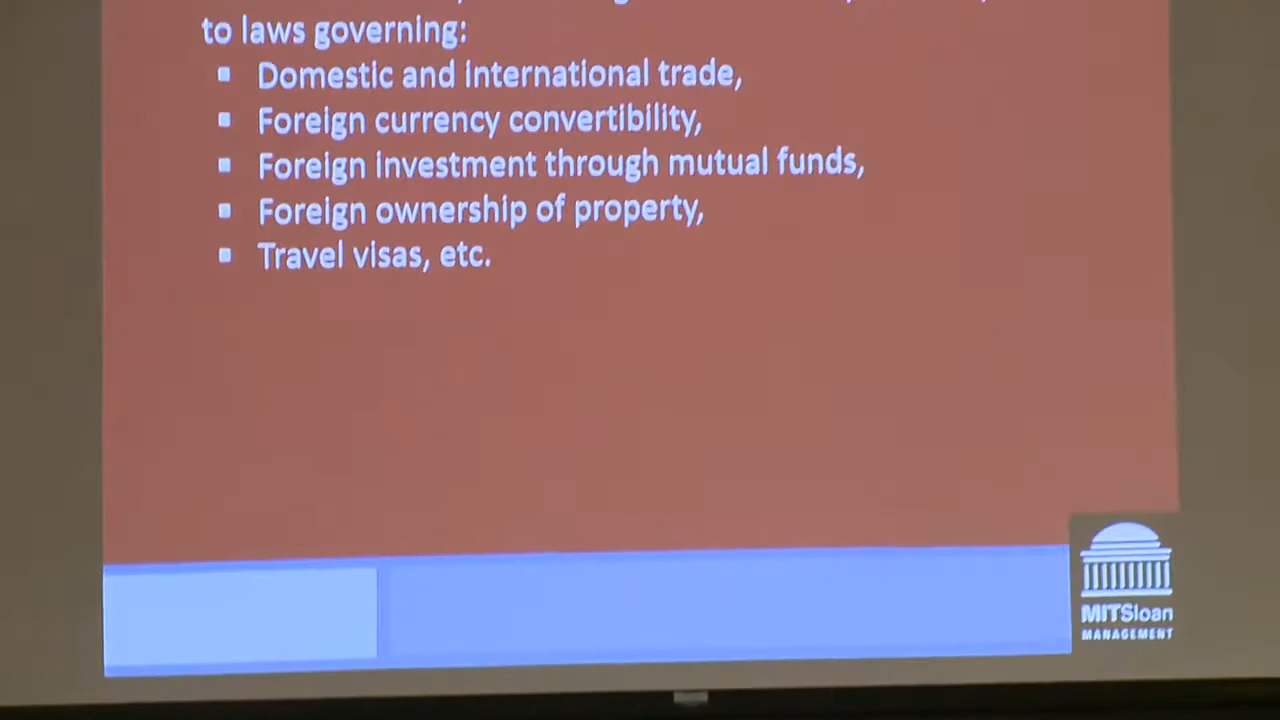 to laws governing:
▪ Domestic and international trade,
▪ Foreign currency convertibility,
▪ Foreign investment through mutual funds,
▪ Foreign ownership of property,
▪ Travel visas, etc.
MITSloan
MANAGEMENT